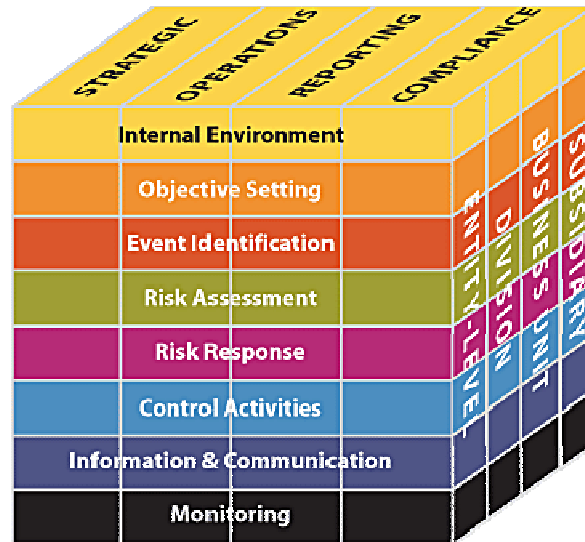 STRATEGIC
OPERATIONS
REPORTING
COMPLIANCE
Internal Environment
Objective Setting
Event Identification
Risk Assessment
Risk Response
Control Activities
Information & Communication
Monitoring
ENTITY-LEVEL
DIVISION
BUSINESS UNIT
SUBSIDIARY